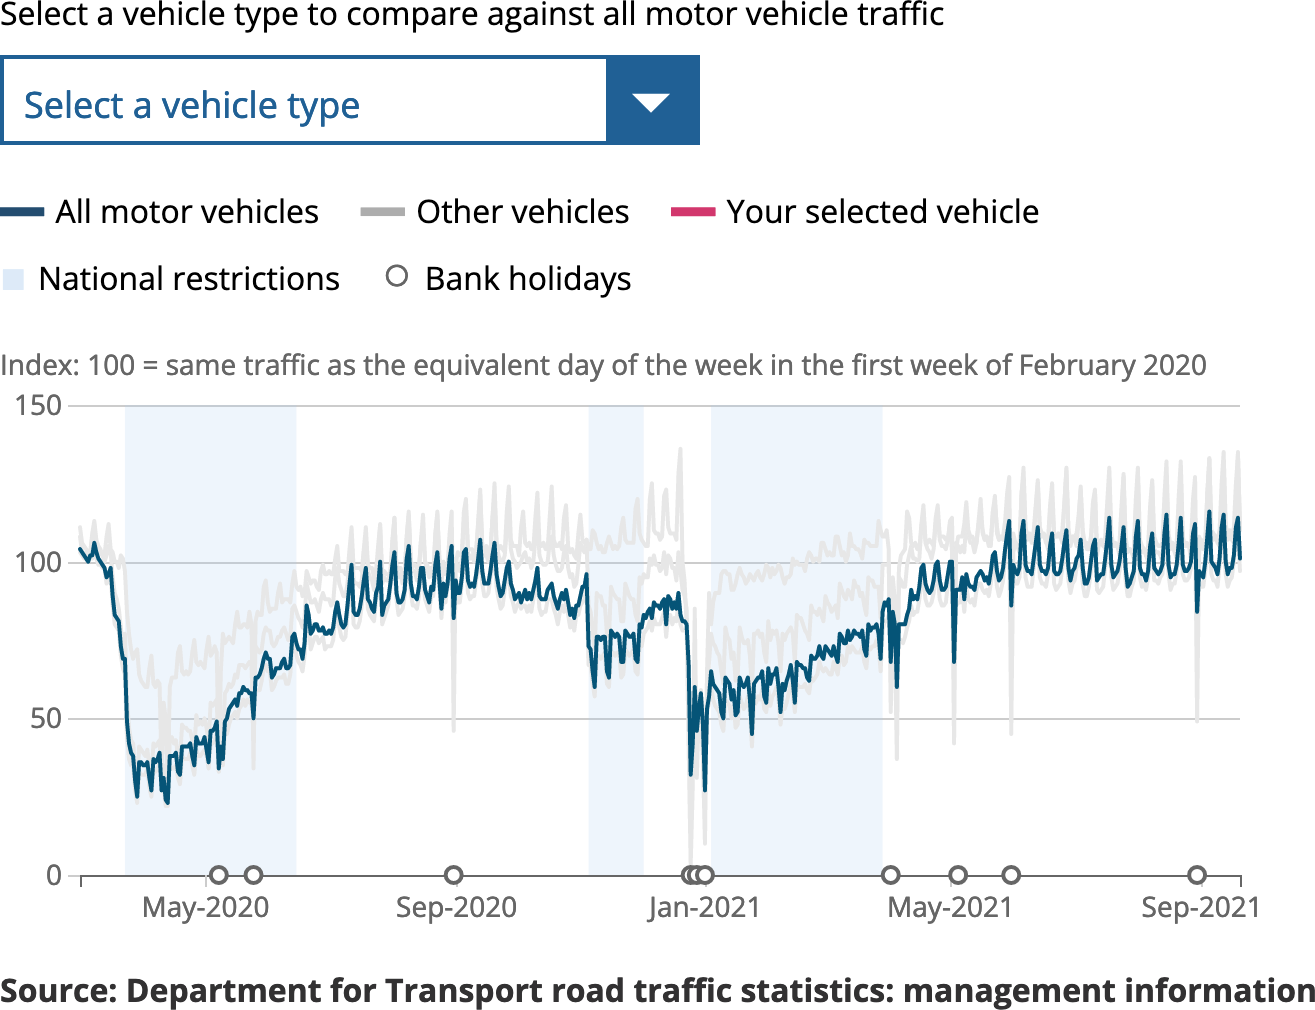 Select a vehicle type to compare against all motor vehicle traffic
Select a vehicle type
All motor vehicles Other vehicles Your selected vehicle
National restrictions Bank holidays
Index: 100 = same traffic as the equivalent day of the week in the first week of February 2020
150
100
50
0
May-2020 Sep-2020 Jan-2021 May-2021 Sep-2021
Source: Department for Transport road traffic statistics: management information